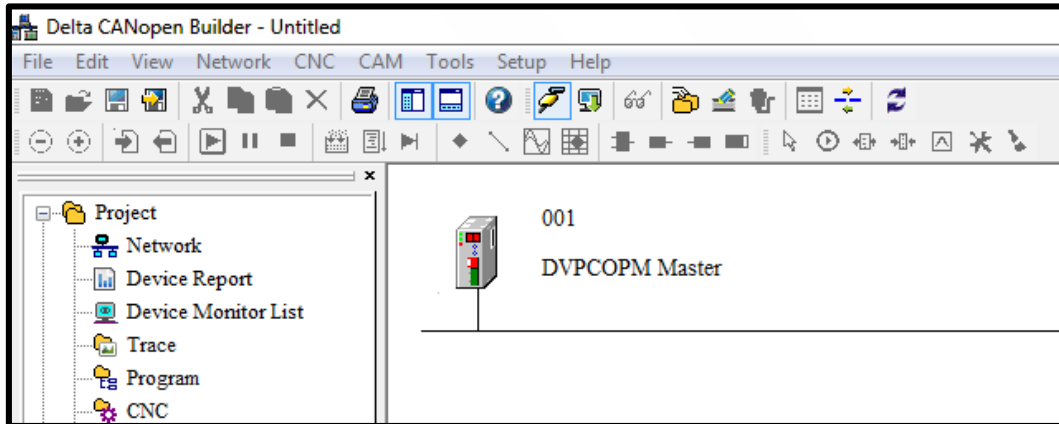 Delta CANopen Builder - Untitled
File Edit View Network CNC CAM Tools Setup Help
Project
Network
Device Report
Device Monitor List
Trace
Program
CNC
001
DVPCOPM Master